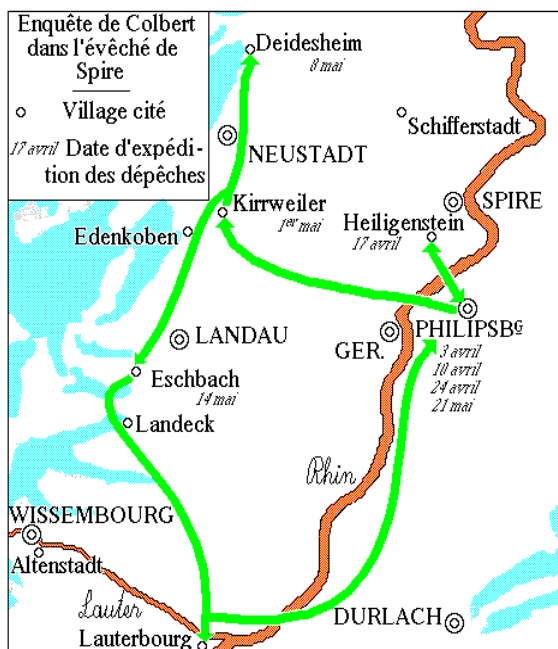 Enquête de Colbert
dans l'évêché de
Spire
Village cité
17 avril Date d'expédi-
tion des dépêches
Deidesheim
8 mai
Schifferstadt
NEUSTADT
Kirrweiler
1er mai
SPIRE
Heiligenstein
17 avril
Edenkoben
LANDAU
GER.
PHILIPSBG
3 avril
10 avril
24 avril
21 mai
Eschbach
14 mai
Landeck
Rhin
WISSEMBOURG
Altenstadt
Lauter
DURLACH
Lauterbourg